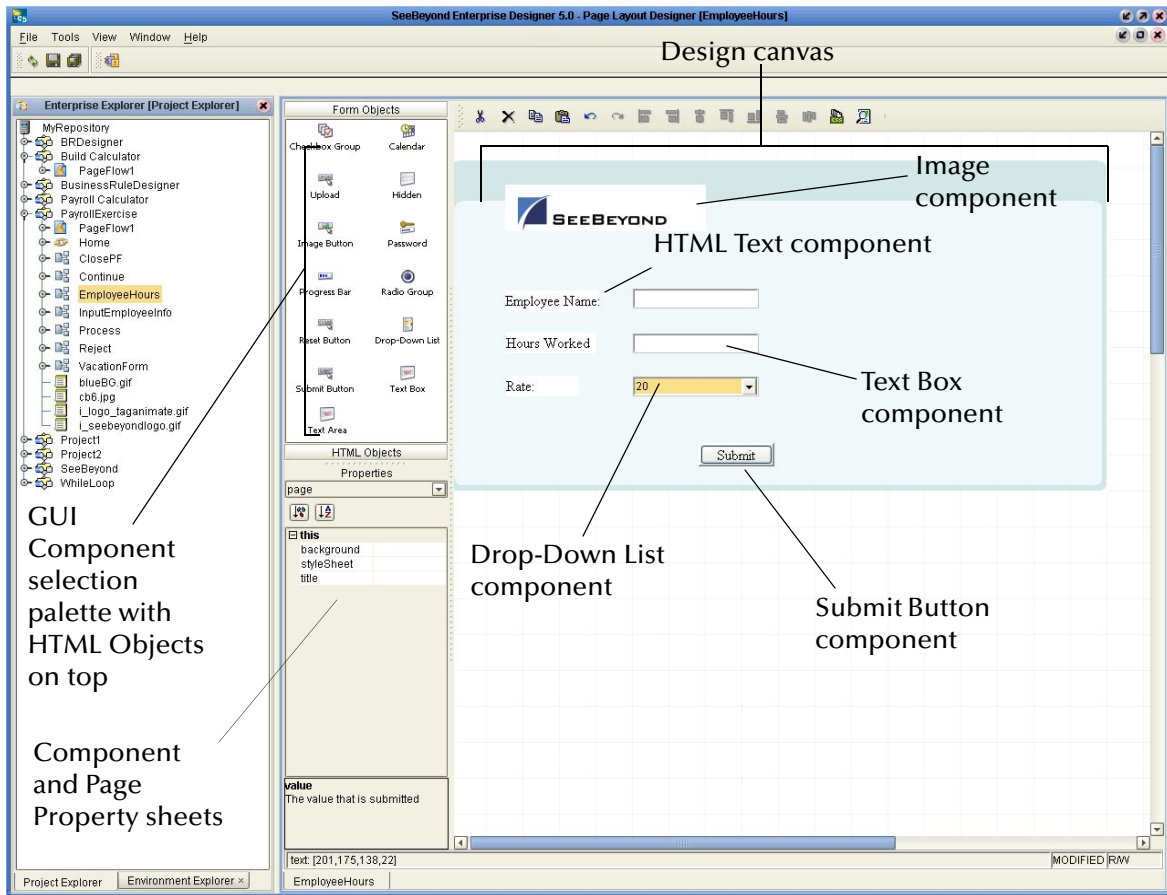 SeeBeyond Enterprise Designer 5.0 - Page Layout Designer [EmployeeHours]
File Tools View Window Help
Design canvas
Enterprise Explorer [Project Explorer]
MyRepository
BRDesigner
Build Calculator
PageFlow1
BusinessRuleDesigner
Payroll Calculator
PayrollExercise
PageFlow1
Home
ClosePF
Continue
EmployeeHours
InputEmployeeInfo
Process
Reject
VacationForm
blueBG.gif
cb6.jpg
i_logo_taganimate.gif
i_seebeyondlogo.gif
Project1
Project2
SeeBeyond
WhileLoop
GUI
Component
selection
palette with
HTML Objects
on top
Component
and Page
Property sheets
Project Explorer
Environment Explorer ×
Form Objects
Checkbox Group
Calendar
Upload
Hidden
Image Button
Password
Progress Bar
Radio Group
Reset Button
Drop-Down List
Submit Button
Text Box
Text Area
HTML Objects
Properties
page
this
background
styleSheet
title
value
The value that is submitted
Image
component
SEEBEYOND
HTML Text component
Employee Name:
Hours Worked
Rate:
20
Text Box
component
Submit
Drop-Down List
component
Submit Button
component
text: [201,175,138,22]
MODIFIED R/W
EmployeeHours